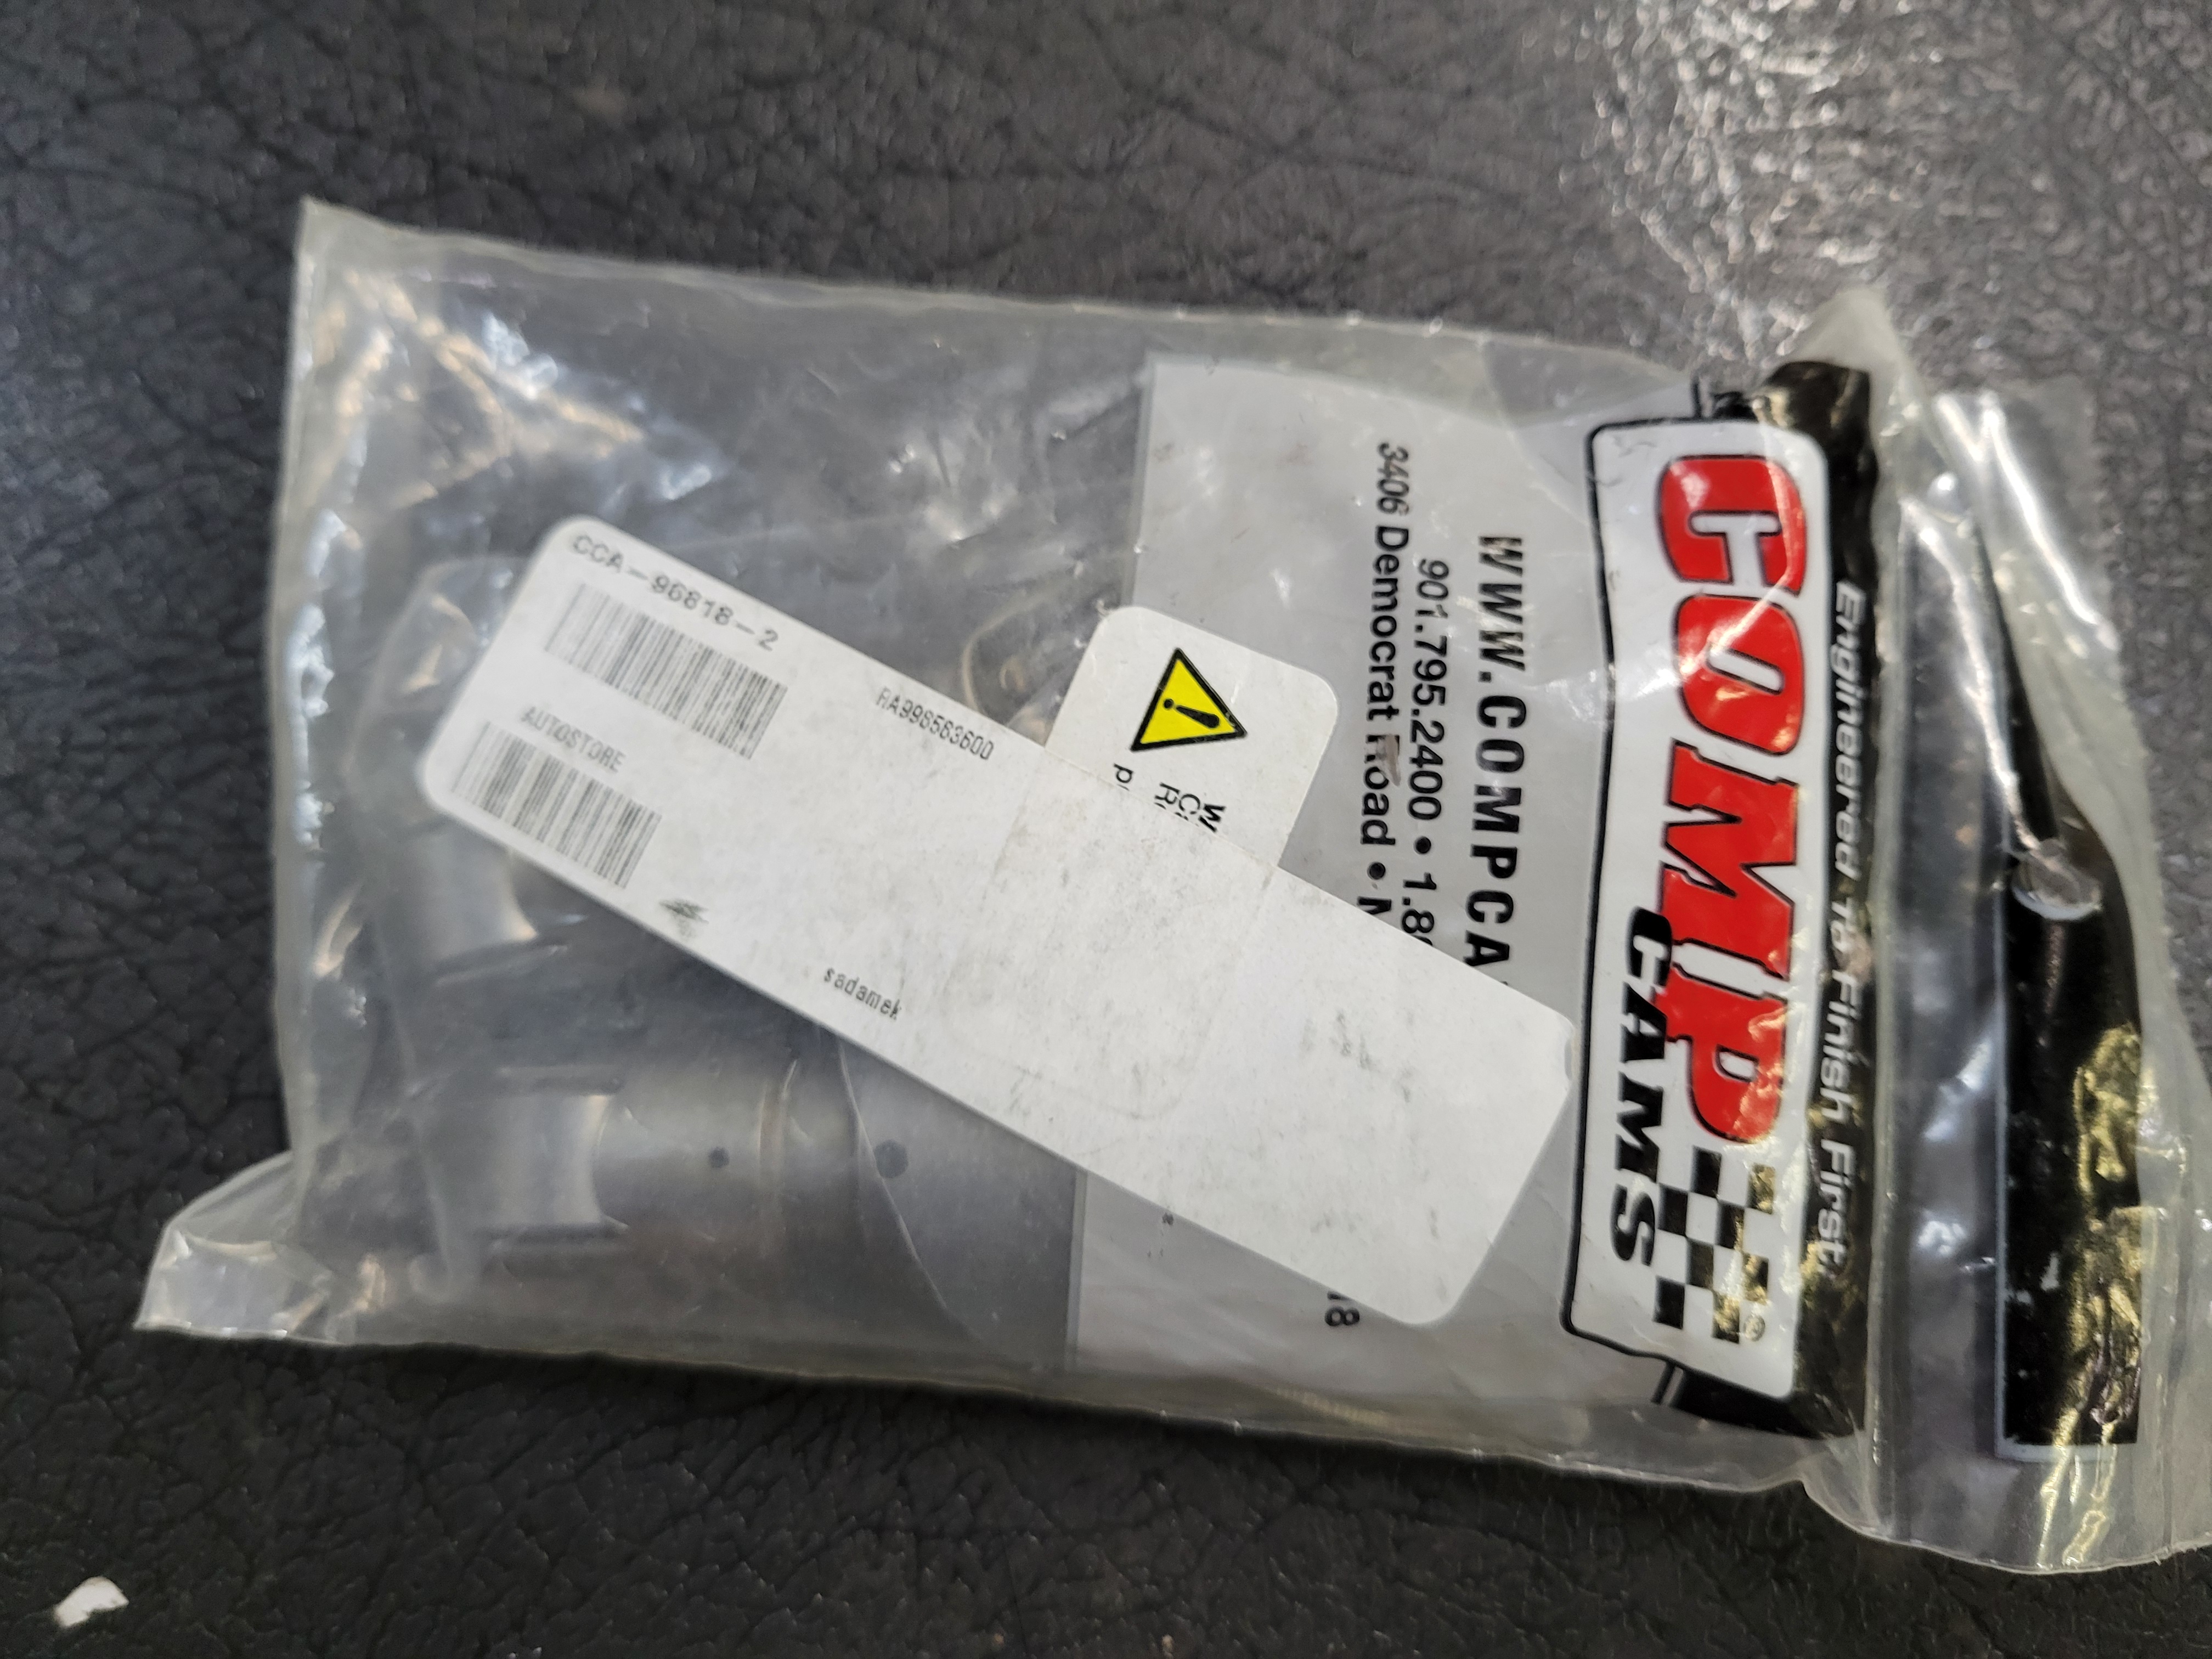 COMP
CAMS
®
Engineered To Finish First.
WWW.COMPCA
901.795.2400 • 1.8
3406 Democrat Road •
18
W
CCA-96818-2
RA998563600
AUTOSTORE
sadamek